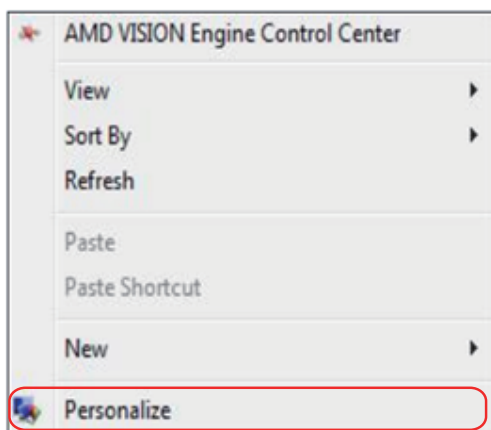 AMD VISION Engine Control Center
View
Sort By
Refresh
Paste
Paste Shortcut
New
Personalize